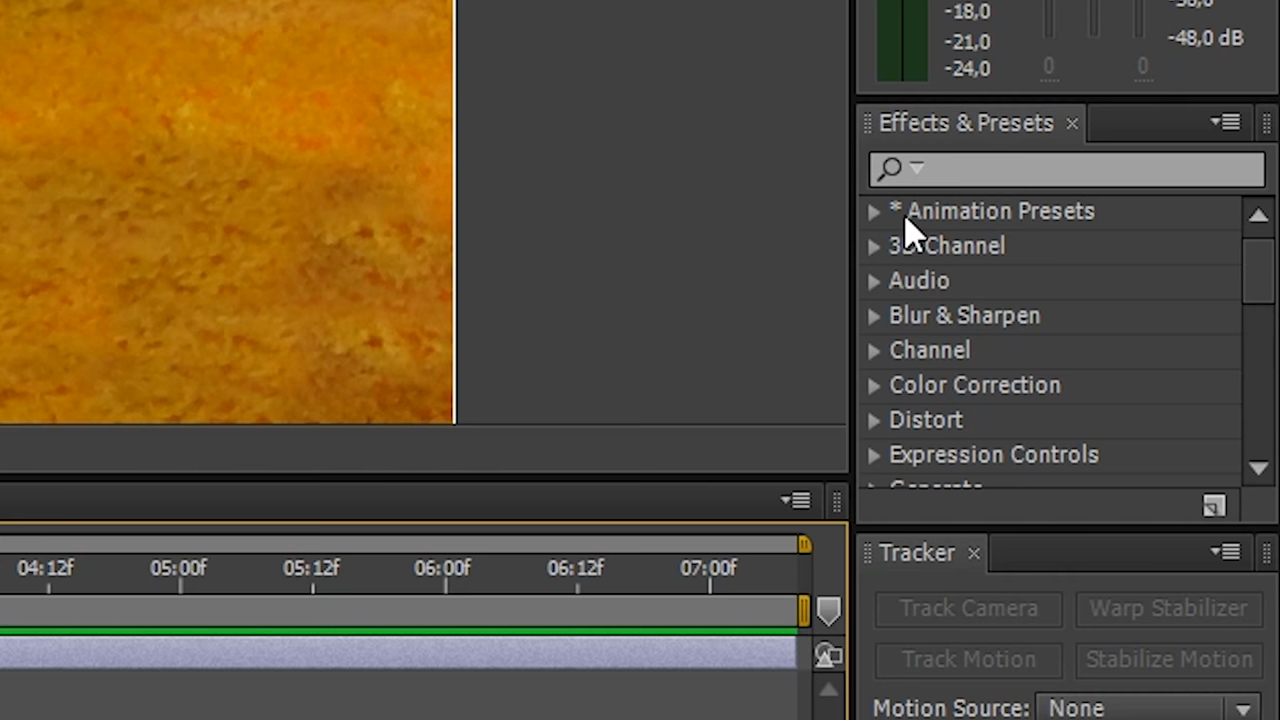 -18,0
-21,0
-48,0 dB
-24,0
0
0
Effects & Presets
* Animation Presets
3D Channel
Audio
Blur & Sharpen
Channel
Color Correction
Distort
Expression Controls
Generate
04:12f 05:00f 05:12f 06:00f 06:12f 07:00f
Tracker
Track Camera Warp Stabilizer
Track Motion Stabilize Motion
Motion Source: None